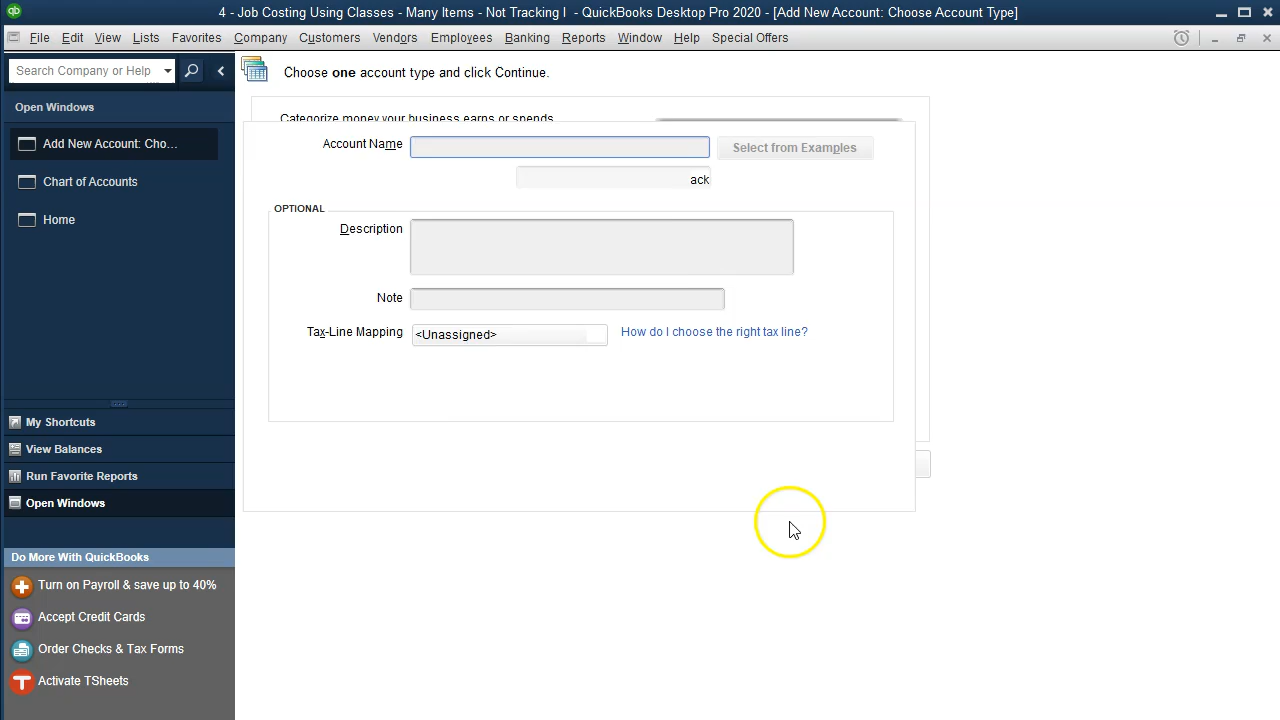 4 - Job Costing Using Classes - Many Items - Not Tracking I - QuickBooks Desktop Pro 2020 - [Add New Account: Choose Account Type]
File Edit View Lists Favorites Company Customers Vendors Employees Banking Reports Window Help Special Offers
Search Company or Help
Open Windows
Add New Account: Cho...
Chart of Accounts
Home
My Shortcuts
View Balances
Run Favorite Reports
Open Windows
Do More With QuickBooks
Turn on Payroll & save up to 40%
Accept Credit Cards
Order Checks & Tax Forms
Activate TSheets
Choose one account type and click Continue.
Categorize money your business earns or spends
Account Name
Select from Examples
ack
OPTIONAL
Description
Note
Tax-Line Mapping
<Unassigned>
How do I choose the right tax line?